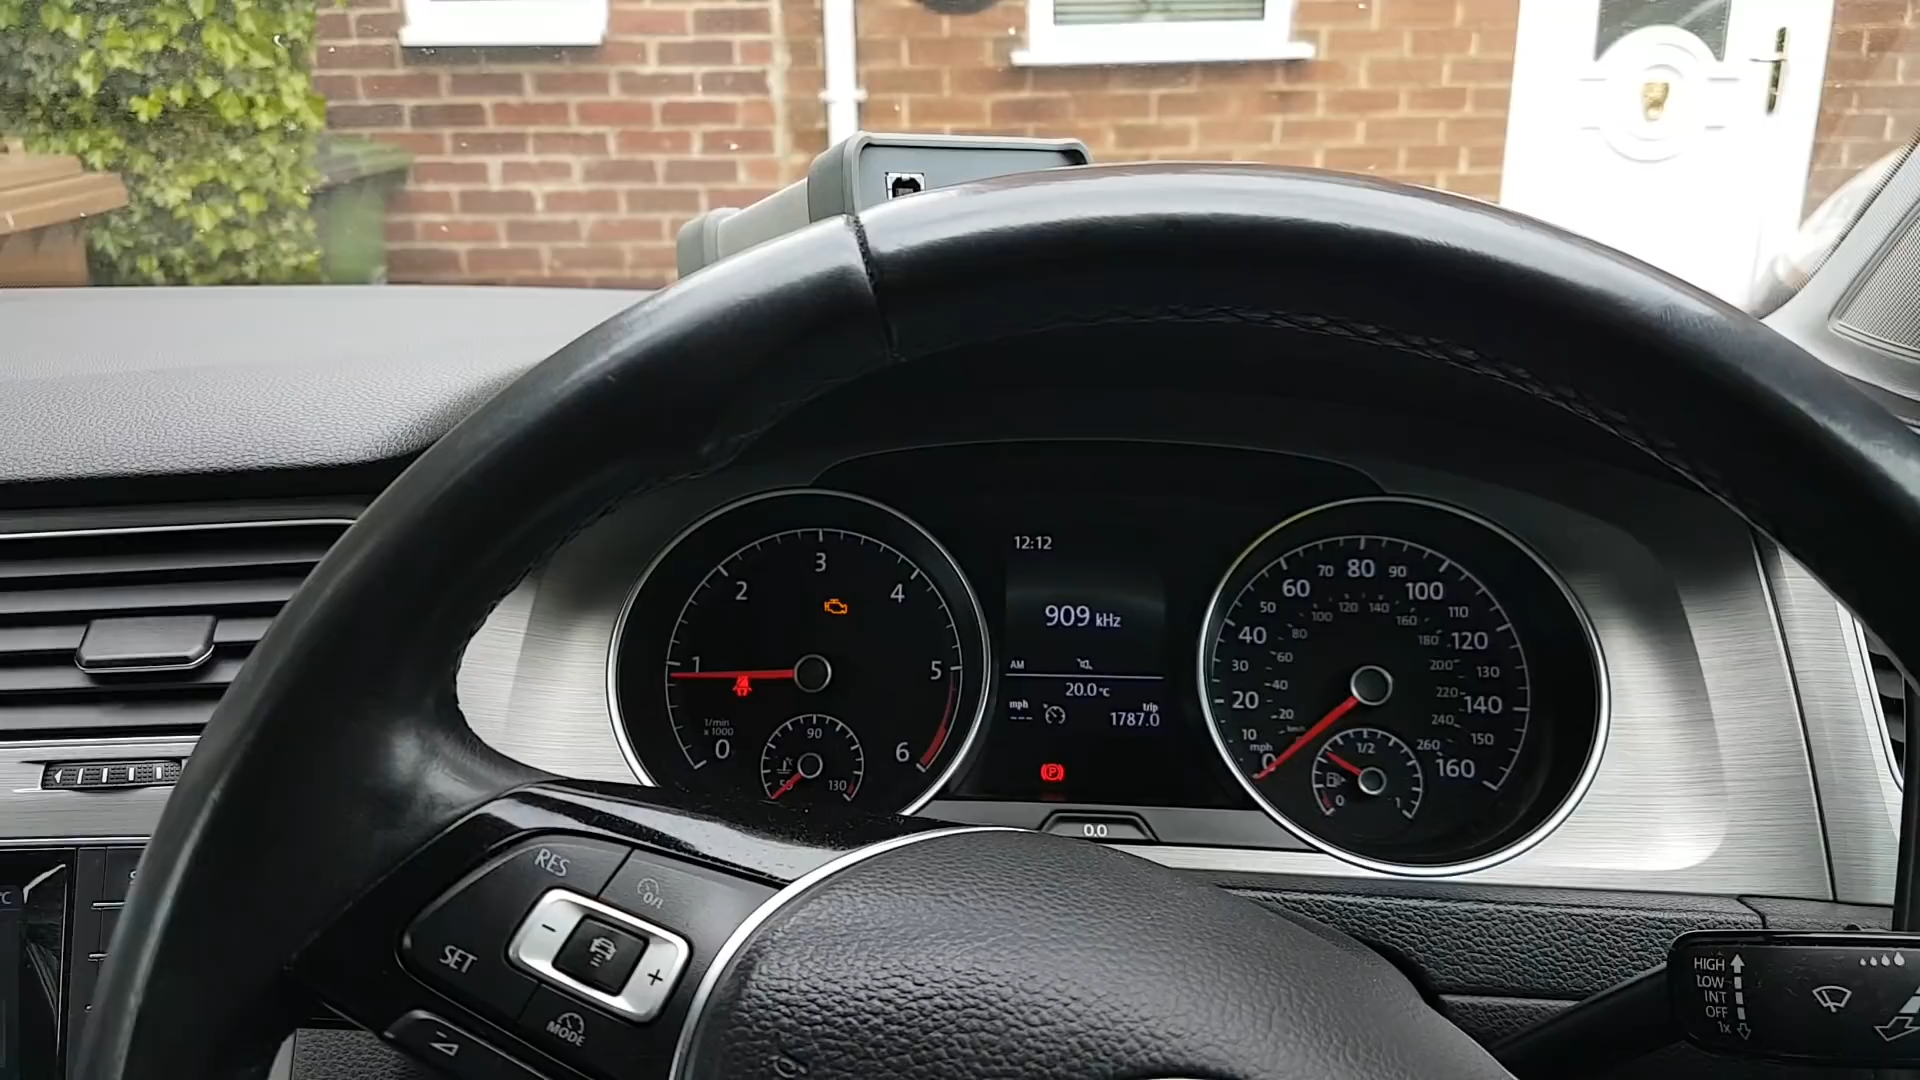 12:12
909 kHz
AM
20.0 °C
mph
trip
---
1787.0
P
0.0
0
1
2
3
4
5
6
1/min
x 1000
50
90
130
0
10
20
30
40
50
60
70
80
90
100
110
120
130
140
150
160
mph
20
40
60
80
100
120
140
160
180
200
220
240
260
0
1/2
1
RES
SET
MODE
-
+
HIGH
LOW
INT
OFF
1x
°C